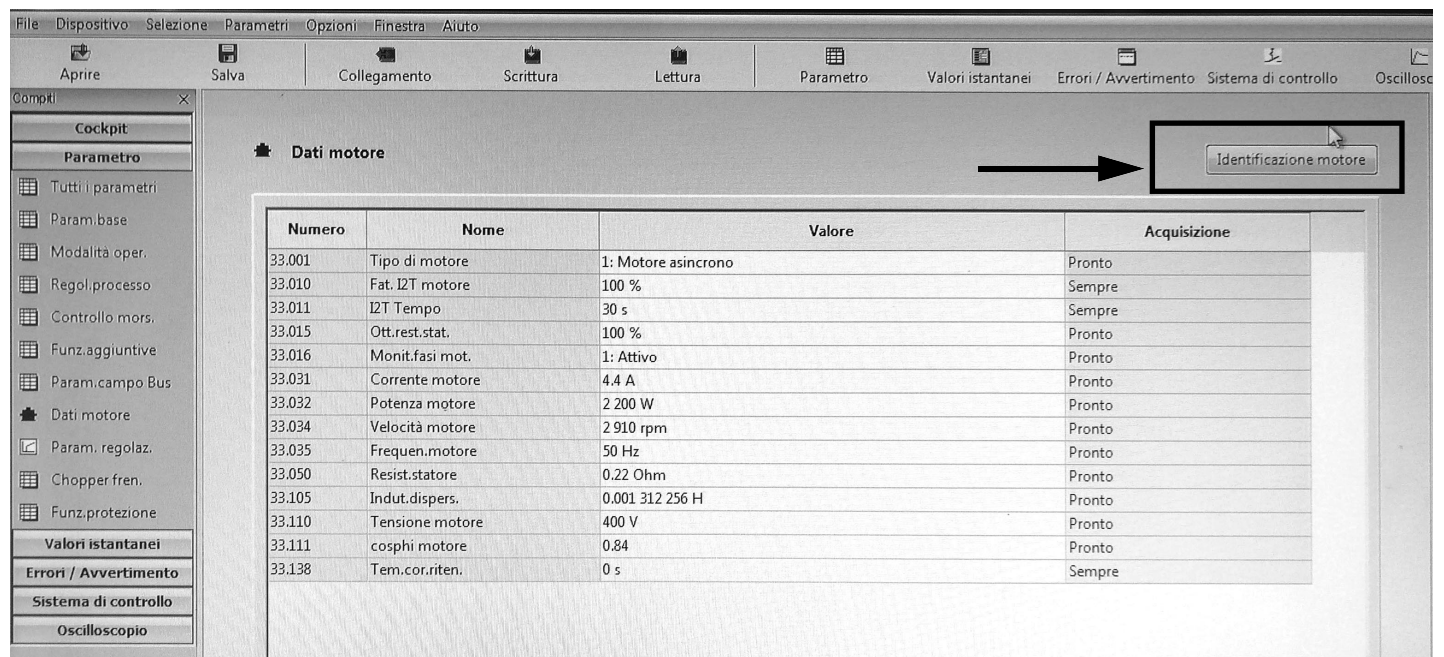 File Dispositivo Selezione Parametri Opzioni Finestra Aiuto
Aprire Salva Collegamento Scrittura Lettura Parametro Valori istantanei Errori / Avvertimento Sistema di controllo Oscillosc
Compiti
Cockpit
Parametro
Tutti i parametri
Param.base
Modalità oper.
Regol.processo
Controllo mors.
Funz.aggiuntive
Param.campo Bus
Dati motore
Param. regolaz.
Chopper fren.
Funz.protezione
Valori istantanei
Errori / Avvertimento
Sistema di controllo
Oscilloscopio
Dati motore
Identificazione motore
Numero Nome Valore Acquisizione
33.001 Tipo di motore 1: Motore asincrono Pronto
33.010 Fat. I2T motore 100 % Sempre
33.011 I2T Tempo 30 s Sempre
33.015 Ott.rest.stat. 100 % Pronto
33.016 Monit.fasi mot. 1: Attivo Pronto
33.031 Corrente motore 4.4 A Pronto
33.032 Potenza motore 2 200 W Pronto
33.034 Velocità motore 2 910 rpm Pronto
33.035 Frequen.motore 50 Hz Pronto
33.050 Resist.statore 0.22 Ohm Pronto
33.105 Indut.dispers. 0.001 312 256 H Pronto
33.110 Tensione motore 400 V Pronto
33.111 cosphi motore 0.84 Pronto
33.138 Tem.cor.riten. 0 s Sempre